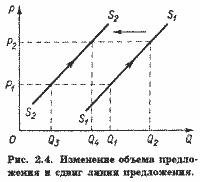 P S₂ S₁
P₂
P₁
S₂ S₁
0 Q₃ Q₄ Q₁ Q₂ Q
Рис. 2.4. Изменение объема предло-
жения и сдвиг линии предложения.